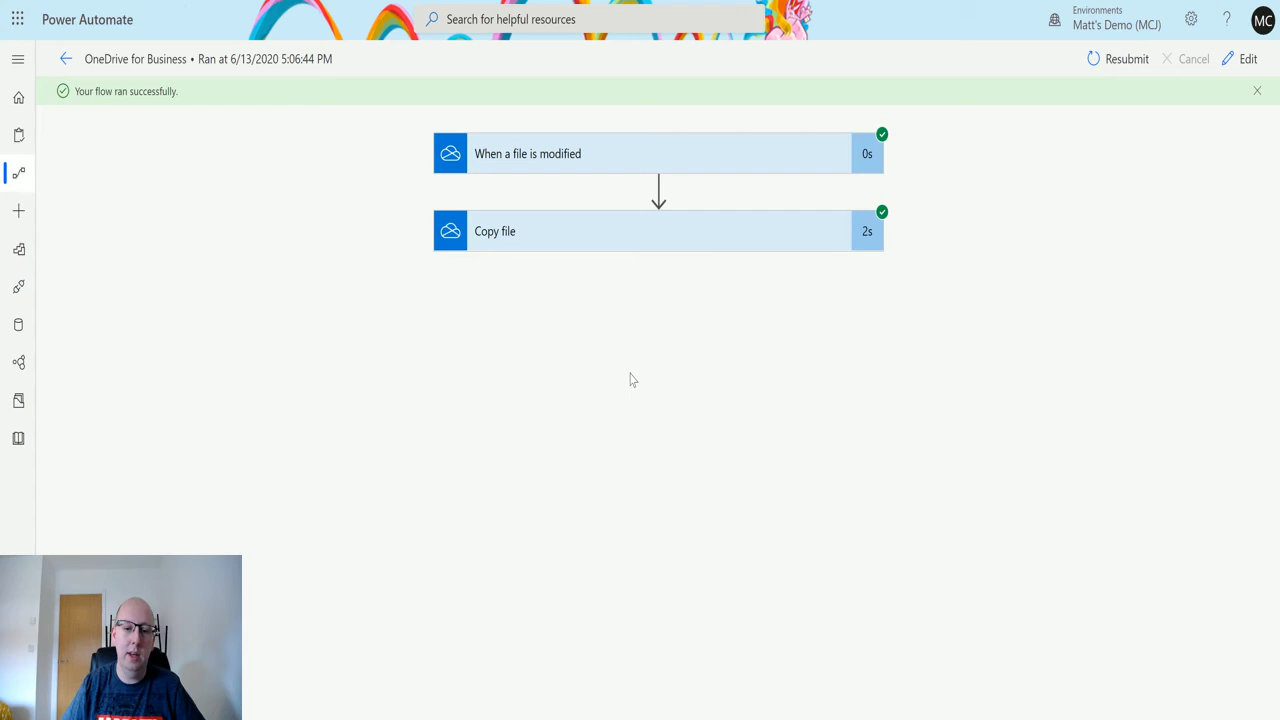 Power Automate
Search for helpful resources
Environments
Matt's Demo (MCJ)
?
MC
OneDrive for Business • Ran at 6/13/2020 5:06:44 PM
Resubmit
Cancel
Edit
Your flow ran successfully.
When a file is modified
0s
Copy file
2s